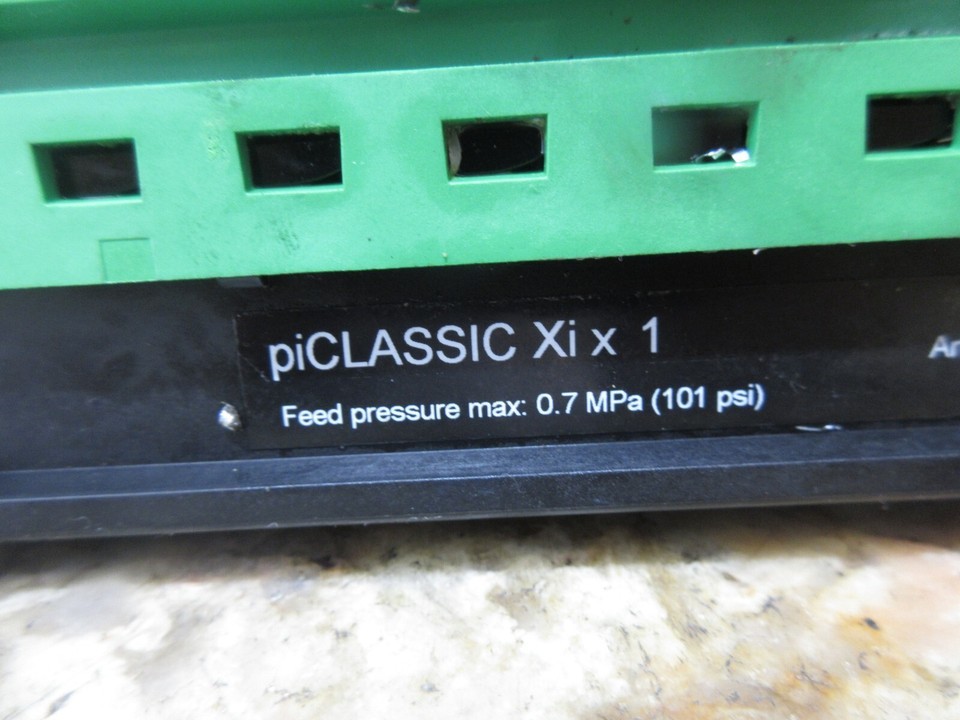 piCLASSIC Xi x 1
Feed pressure max: 0.7 MPa (101 psi)